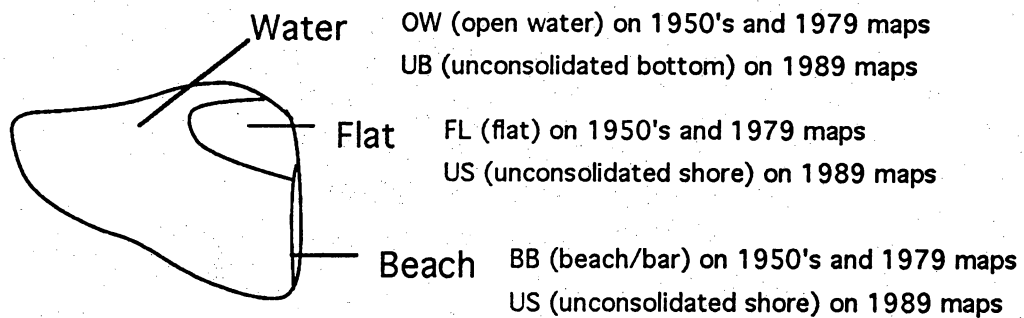 Water OW (open water) on 1950's and 1979 maps
UB (unconsolidated bottom) on 1989 maps
Flat FL (flat) on 1950's and 1979 maps
US (unconsolidated shore) on 1989 maps
Beach BB (beach/bar) on 1950's and 1979 maps
US (unconsolidated shore) on 1989 maps